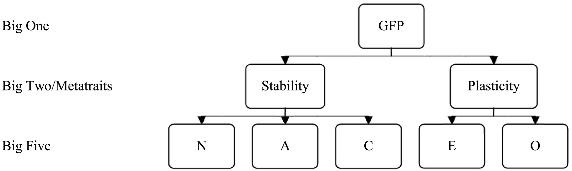 Big One GFP
Big Two/Metatraits Stability Plasticity
Big Five N A C E O